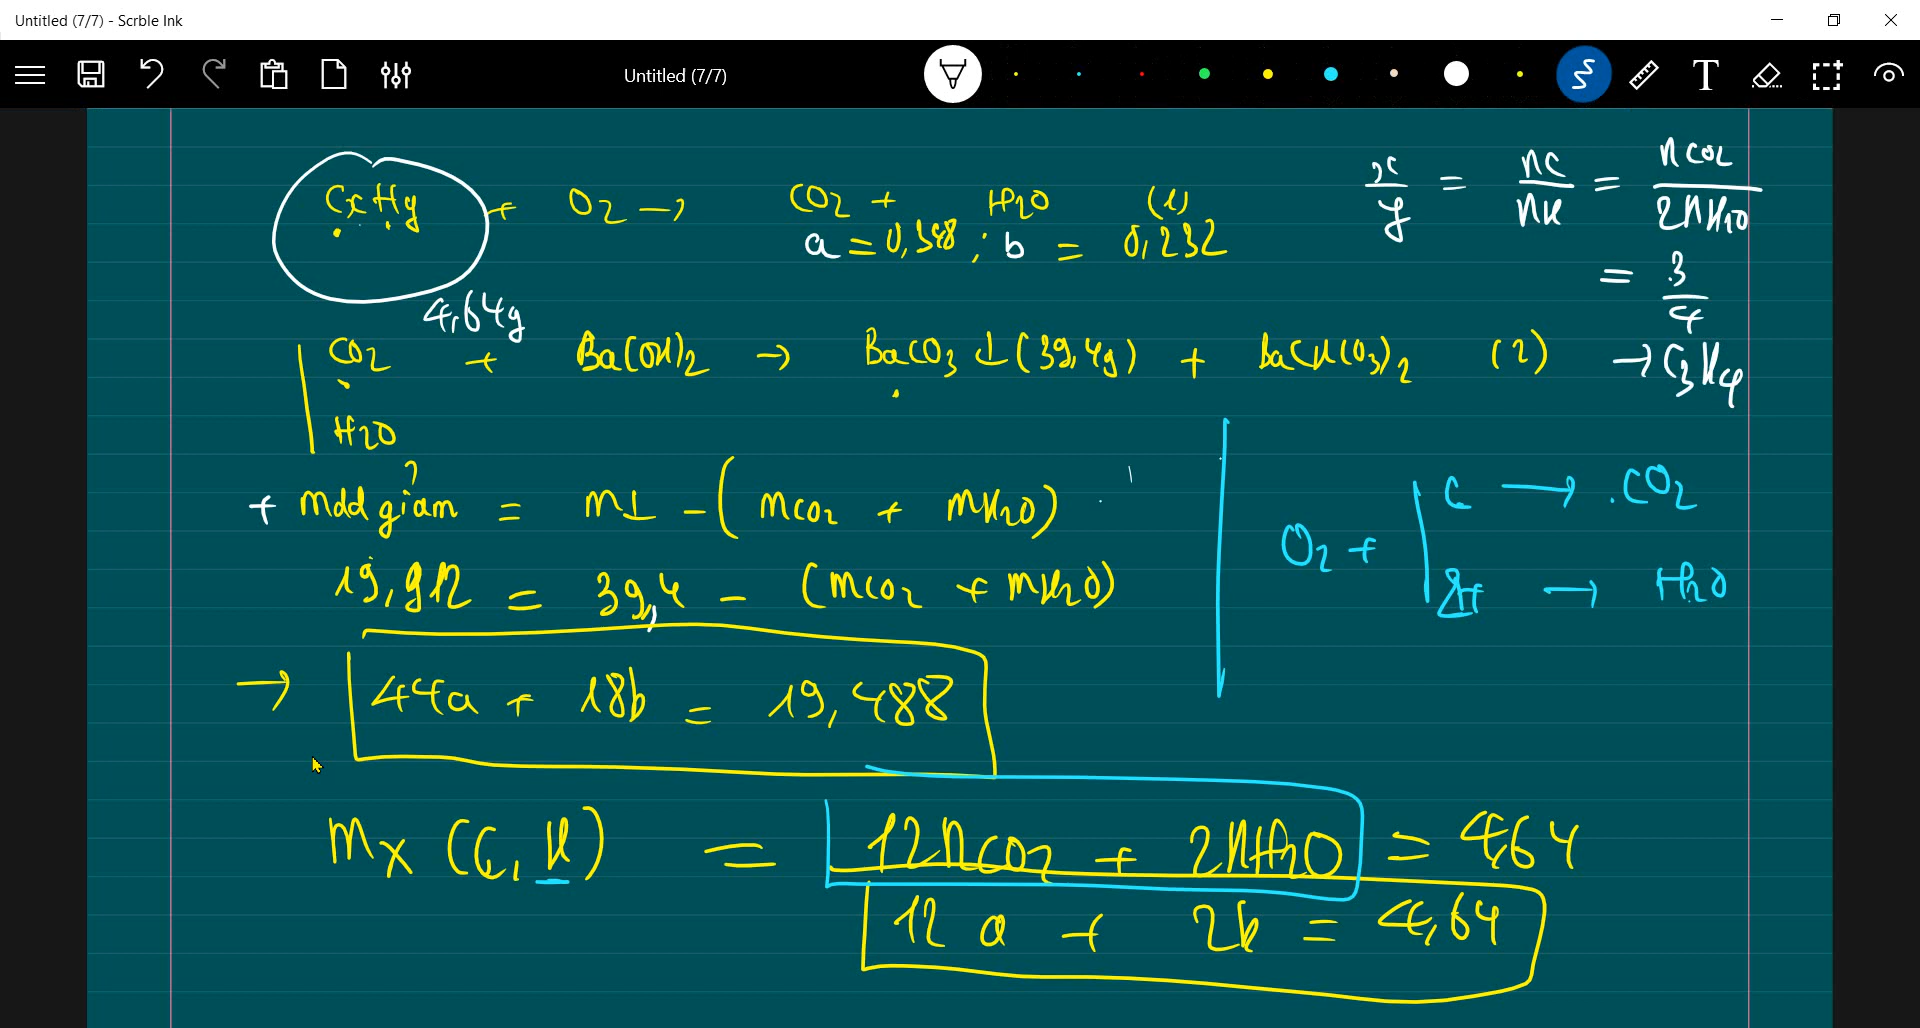 Untitled (7/7) - Scrble Ink
Untitled (7/7)
T
CxHy + O2 → CO2 + H2O (1)
a = 0,348 ; b = 0,232
4,64g
x/y = nC/nH = nCO2/2nH2O
= 3/4
→ C3H4
CO2 + Ba(OH)2 → BaCO3 ↓ (39,4g) + Ba(HCO3)2 (2)
H2O
+ mdd giảm = m↓ - (mCO2 + mH2O)
19,912 = 39,4 - (mCO2 + mH2O)
→ 44a + 18b = 19,488
O2 + C → CO2
2H → H2O
mX (C, H) = 12nCO2 + 2nH2O = 4,64
12a + 2b = 4,64